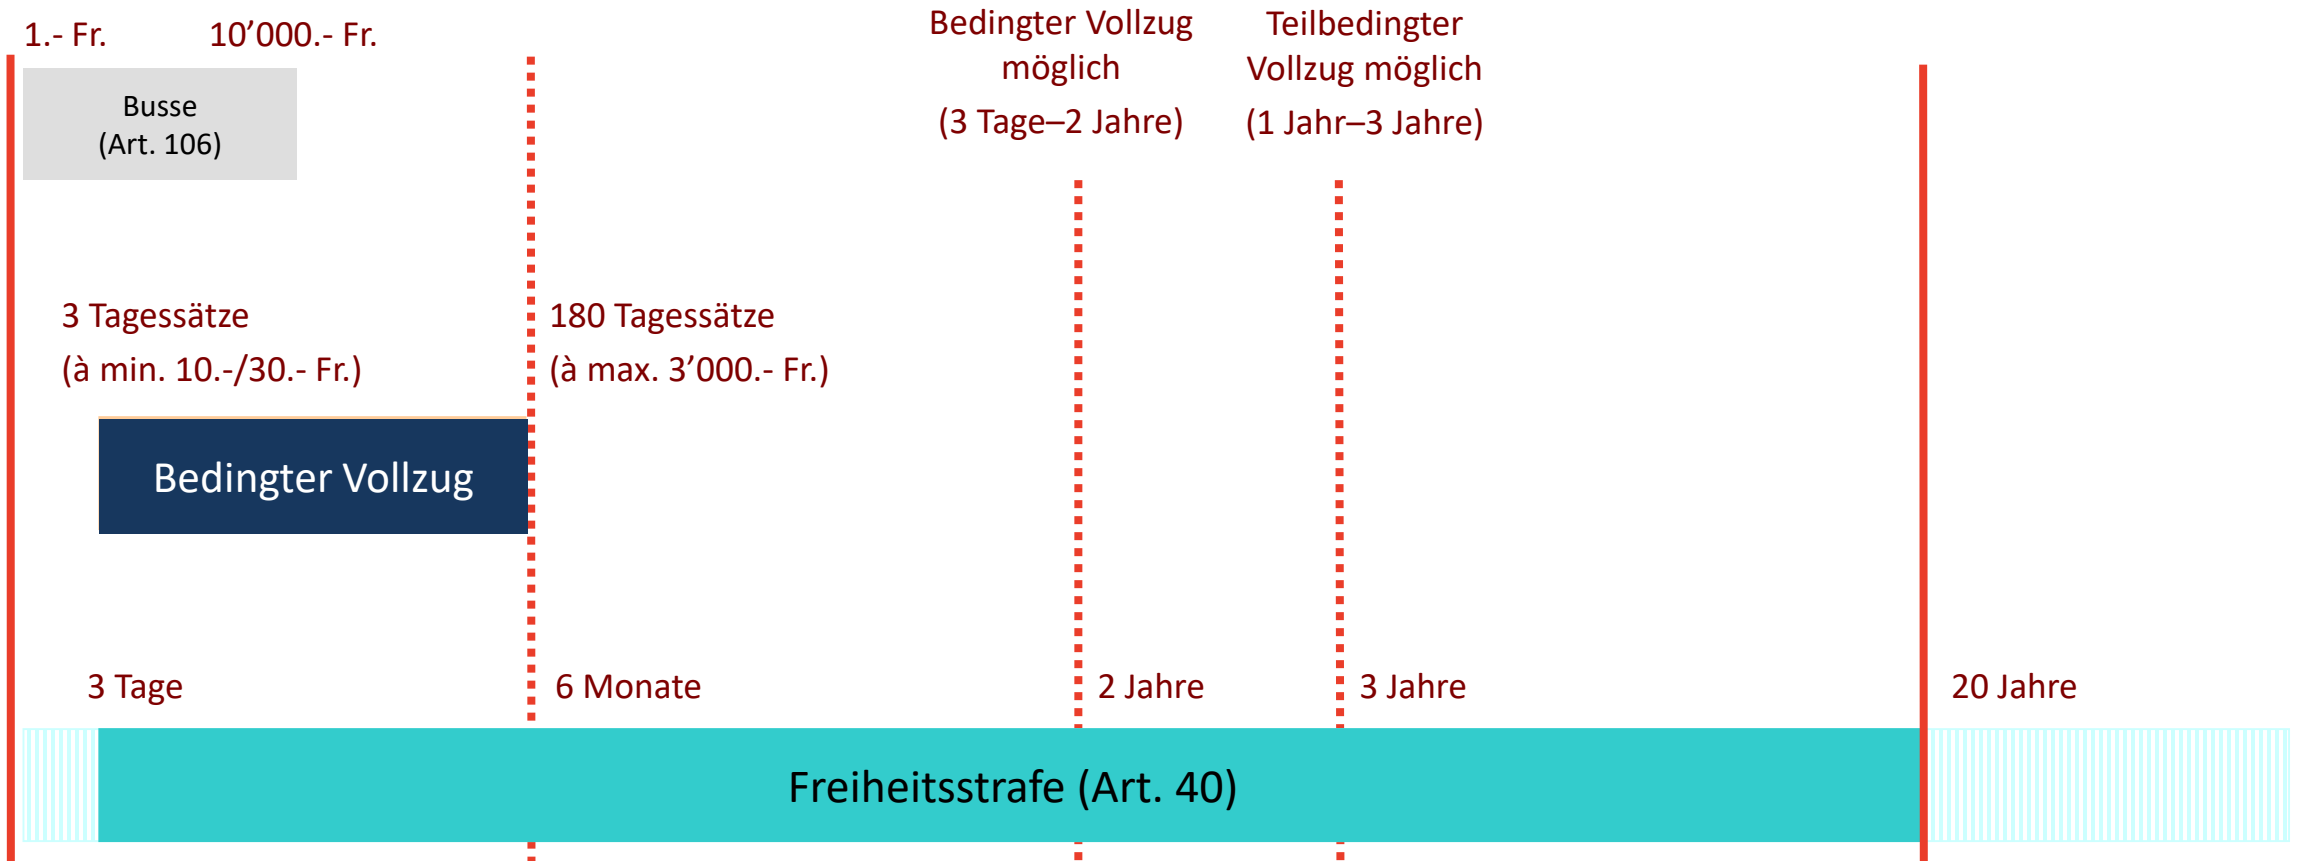 1.- Fr.
10’000.- Fr.
Busse
(Art. 106)
Bedingter Vollzug
möglich
(3 Tage–2 Jahre)
Teilbedingter
Vollzug möglich
(1 Jahr–3 Jahre)
3 Tagessätze
(à min. 10.-/30.- Fr.)
180 Tagessätze
(à max. 3’000.- Fr.)
Bedingter Vollzug
3 Tage
6 Monate
2 Jahre
3 Jahre
20 Jahre
Freiheitsstrafe (Art. 40)